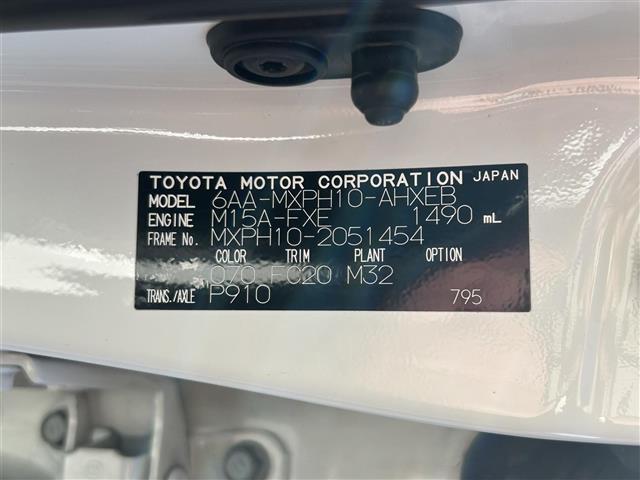 TOYOTA MOTOR CORPORATION JAPAN
MODEL 6AA-MXPH10-AHXEB
ENGINE M15A-FXE 1490 mL
FRAME No. MXPH10-2051454
COLOR TRIM PLANT OPTION
070 FC20 M32
TRANS./AXLE P910 795